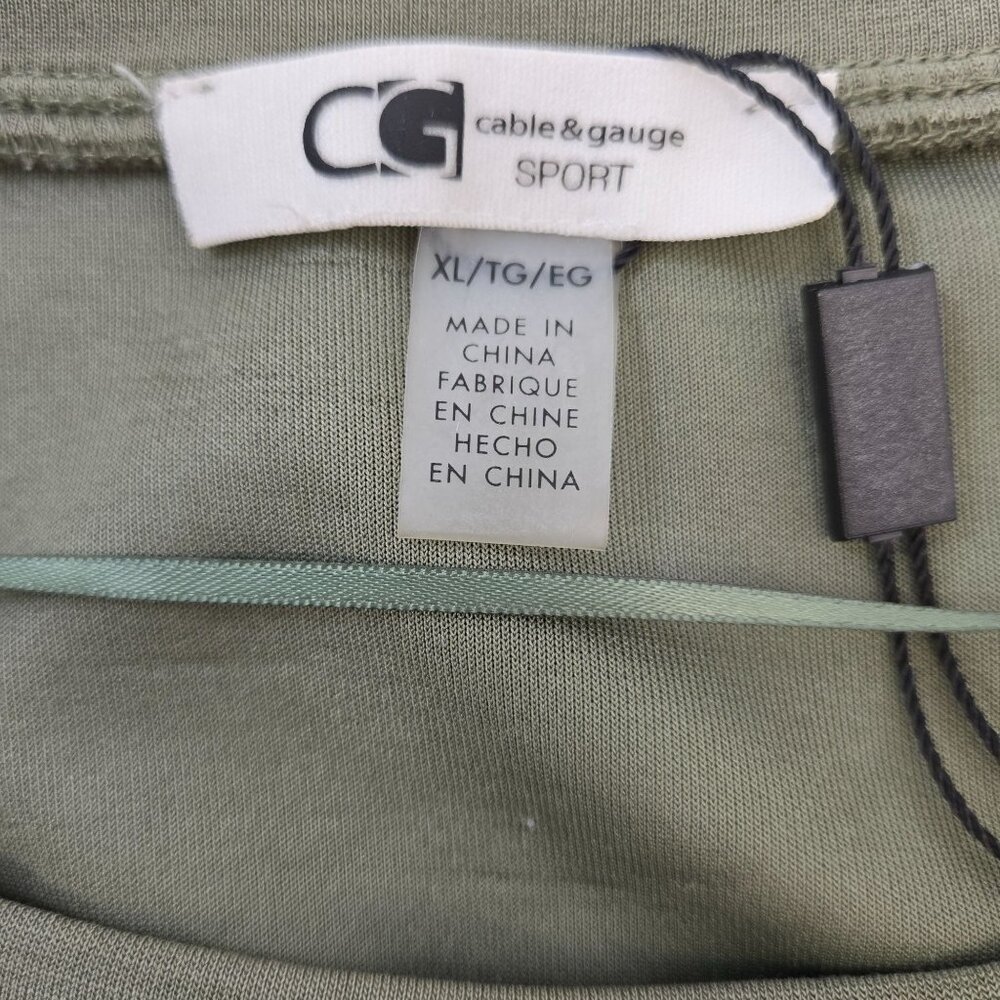 CG cable & gauge
SPORT
XL/TG/EG
MADE IN
CHINA
FABRIQUE
EN CHINE
HECHO
EN CHINA